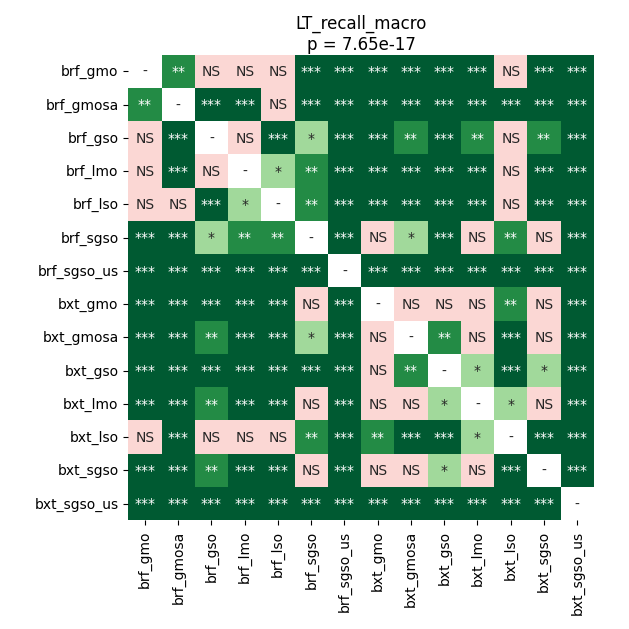 LT_recall_macro
p = 7.65e-17
brf_gmo - ** NS NS NS *** *** *** *** *** *** NS *** ***
brf_gmosa ** - *** *** NS *** *** *** *** *** *** *** *** ***
brf_gso NS *** - NS *** * *** *** ** *** ** NS ** ***
brf_lmo NS *** NS - * ** *** *** *** *** *** NS *** ***
brf_lso NS NS *** * - ** *** *** *** *** *** NS *** ***
brf_sgso *** *** * ** ** - *** NS * *** NS ** NS ***
brf_sgso_us *** *** *** *** *** *** - *** *** *** *** *** *** ***
bxt_gmo *** *** *** *** *** NS *** - NS NS NS ** NS ***
bxt_gmosa *** *** ** *** *** * *** NS - ** NS *** NS ***
bxt_gso *** *** *** *** *** *** *** NS ** - * *** * ***
bxt_lmo *** *** ** *** *** NS *** NS NS * - * NS ***
bxt_lso NS *** NS NS NS ** *** ** *** *** * - *** ***
bxt_sgso *** *** ** *** *** NS *** NS NS * NS *** - ***
bxt_sgso_us *** *** *** *** *** *** *** *** *** *** *** *** *** -
brf_gmo brf_gmosa brf_gso brf_lmo brf_lso brf_sgso brf_sgso_us bxt_gmo bxt_gmosa bxt_gso bxt_lmo bxt_lso bxt_sgso bxt_sgso_us